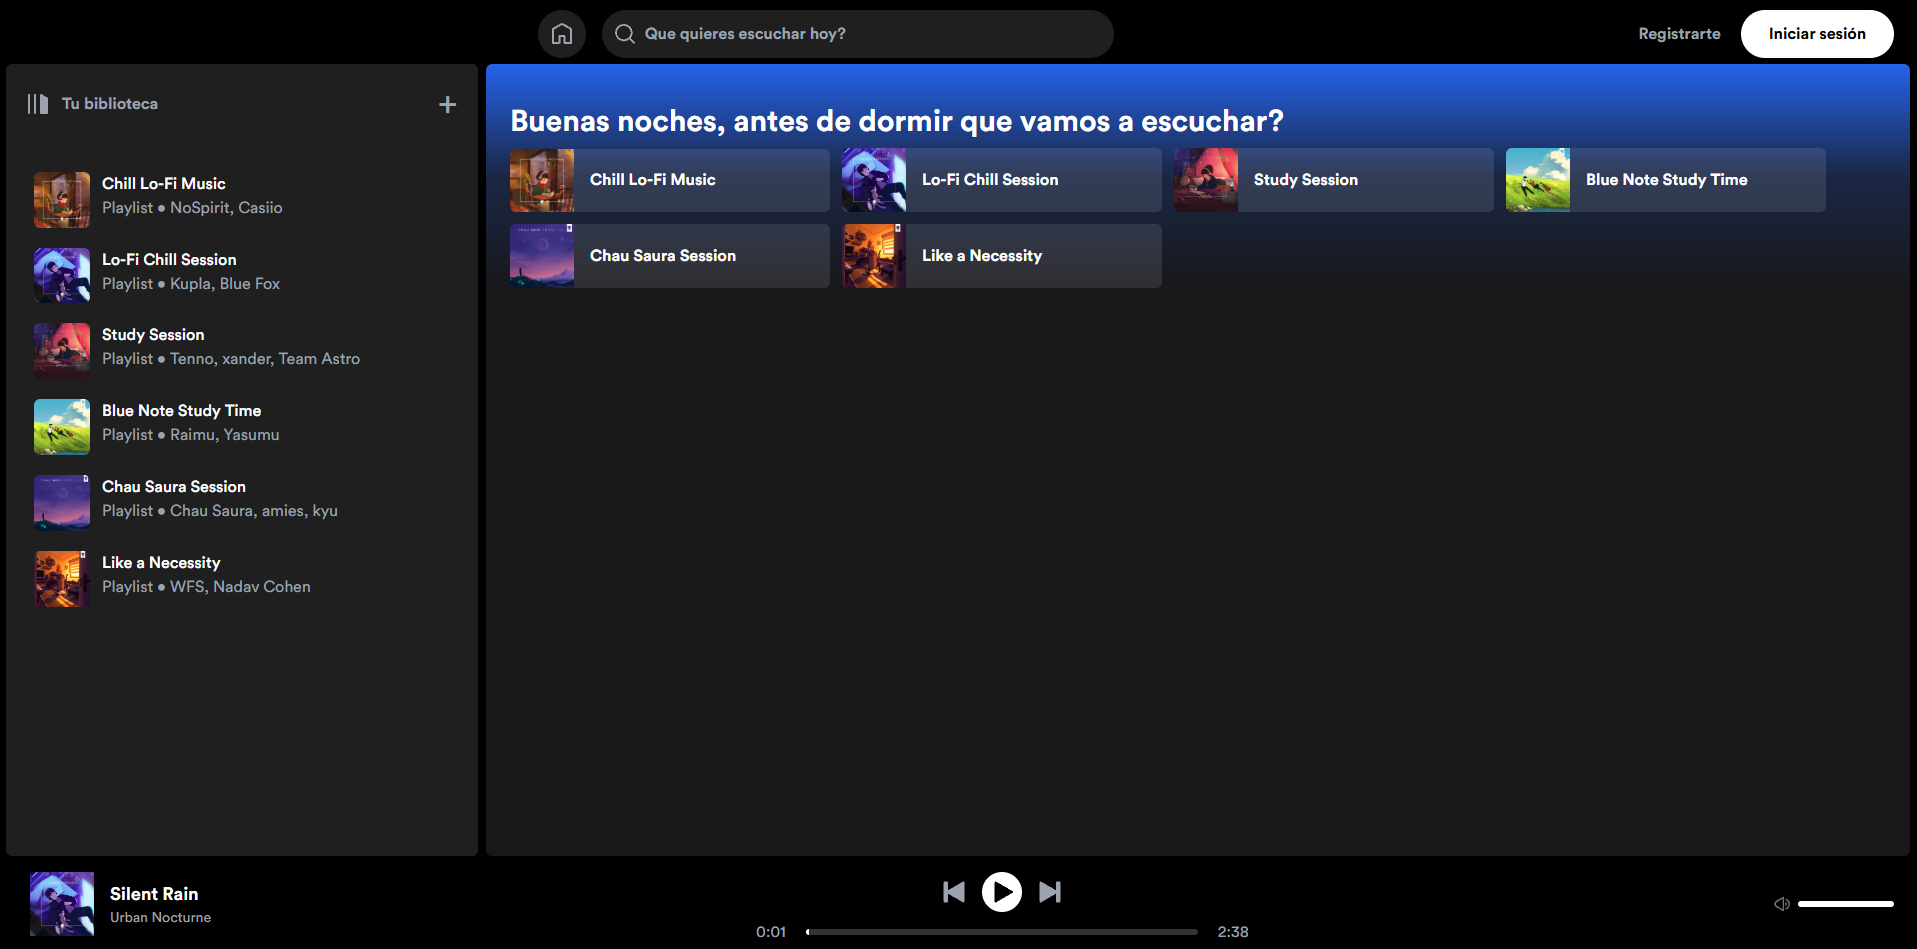 Que quieres escuchar hoy?
Registrarte
Iniciar sesión
Tu biblioteca
Chill Lo-Fi Music
Playlist • NoSpirit, Casiio
Lo-Fi Chill Session
Playlist • Kupla, Blue Fox
Study Session
Playlist • Tenno, xander, Team Astro
Blue Note Study Time
Playlist • Raimu, Yasumu
Chau Saura Session
Playlist • Chau Saura, amies, kyu
Like a Necessity
Playlist • WFS, Nadav Cohen
Buenas noches, antes de dormir que vamos a escuchar?
Chill Lo-Fi Music
Lo-Fi Chill Session
Study Session
Blue Note Study Time
Chau Saura Session
Like a Necessity
Silent Rain
Urban Nocturne
0:01
2:38